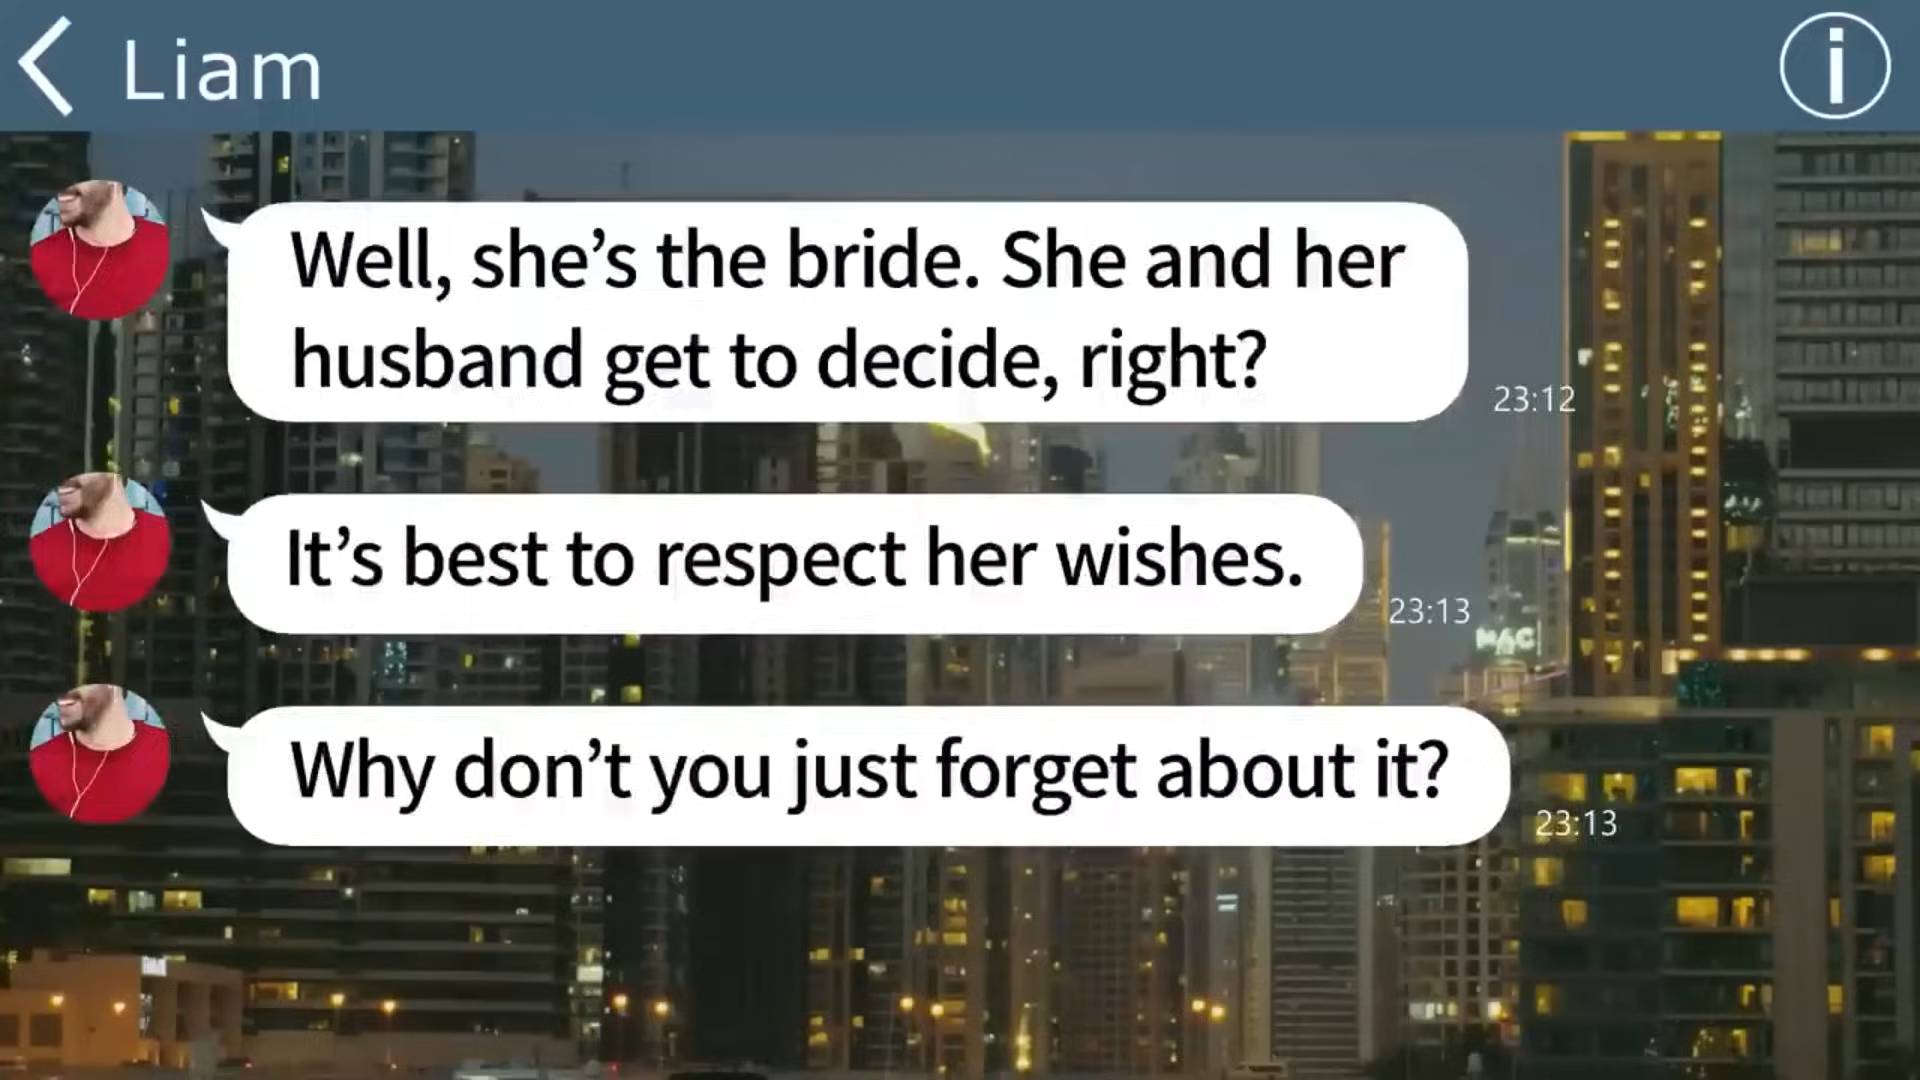 Liam
Well, she’s the bride. She and her
husband get to decide, right?
23:12
It’s best to respect her wishes.
23:13
MAG
Why don’t you just forget about it?
23:13